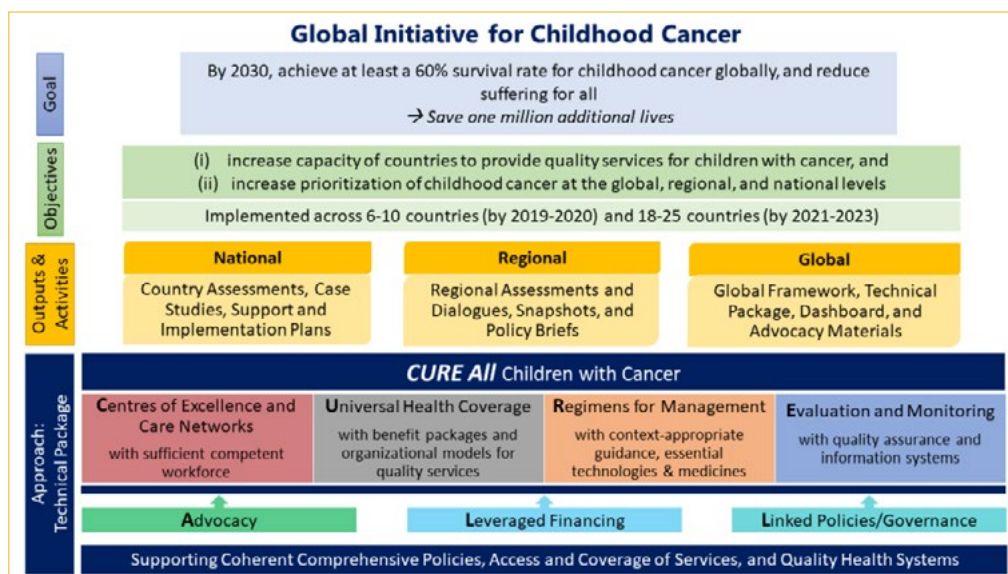 Global Initiative for Childhood Cancer
Goal
By 2030, achieve at least a 60% survival rate for childhood cancer globally, and reduce
suffering for all
→ Save one million additional lives
Objectives
(i) increase capacity of countries to provide quality services for children with cancer, and
(ii) increase prioritization of childhood cancer at the global, regional, and national levels
Implemented across 6-10 countries (by 2019-2020) and 18-25 countries (by 2021-2023)
Outputs &
Activities
National
Country Assessments, Case
Studies, Support and
Implementation Plans
Regional
Regional Assessments and
Dialogues, Snapshots, and
Policy Briefs
Global
Global Framework, Technical
Package, Dashboard, and
Advocacy Materials
Approach:
Technical Package
CURE All Children with Cancer
Centres of Excellence and
Care Networks
with sufficient competent
workforce
Universal Health Coverage
with benefit packages and
organizational models for
quality services
Regimens for Management
with context-appropriate
guidance, essential
technologies & medicines
Evaluation and Monitoring
with quality assurance and
information systems
Advocacy
Leveraged Financing
Linked Policies/Governance
Supporting Coherent Comprehensive Policies, Access and Coverage of Services, and Quality Health Systems